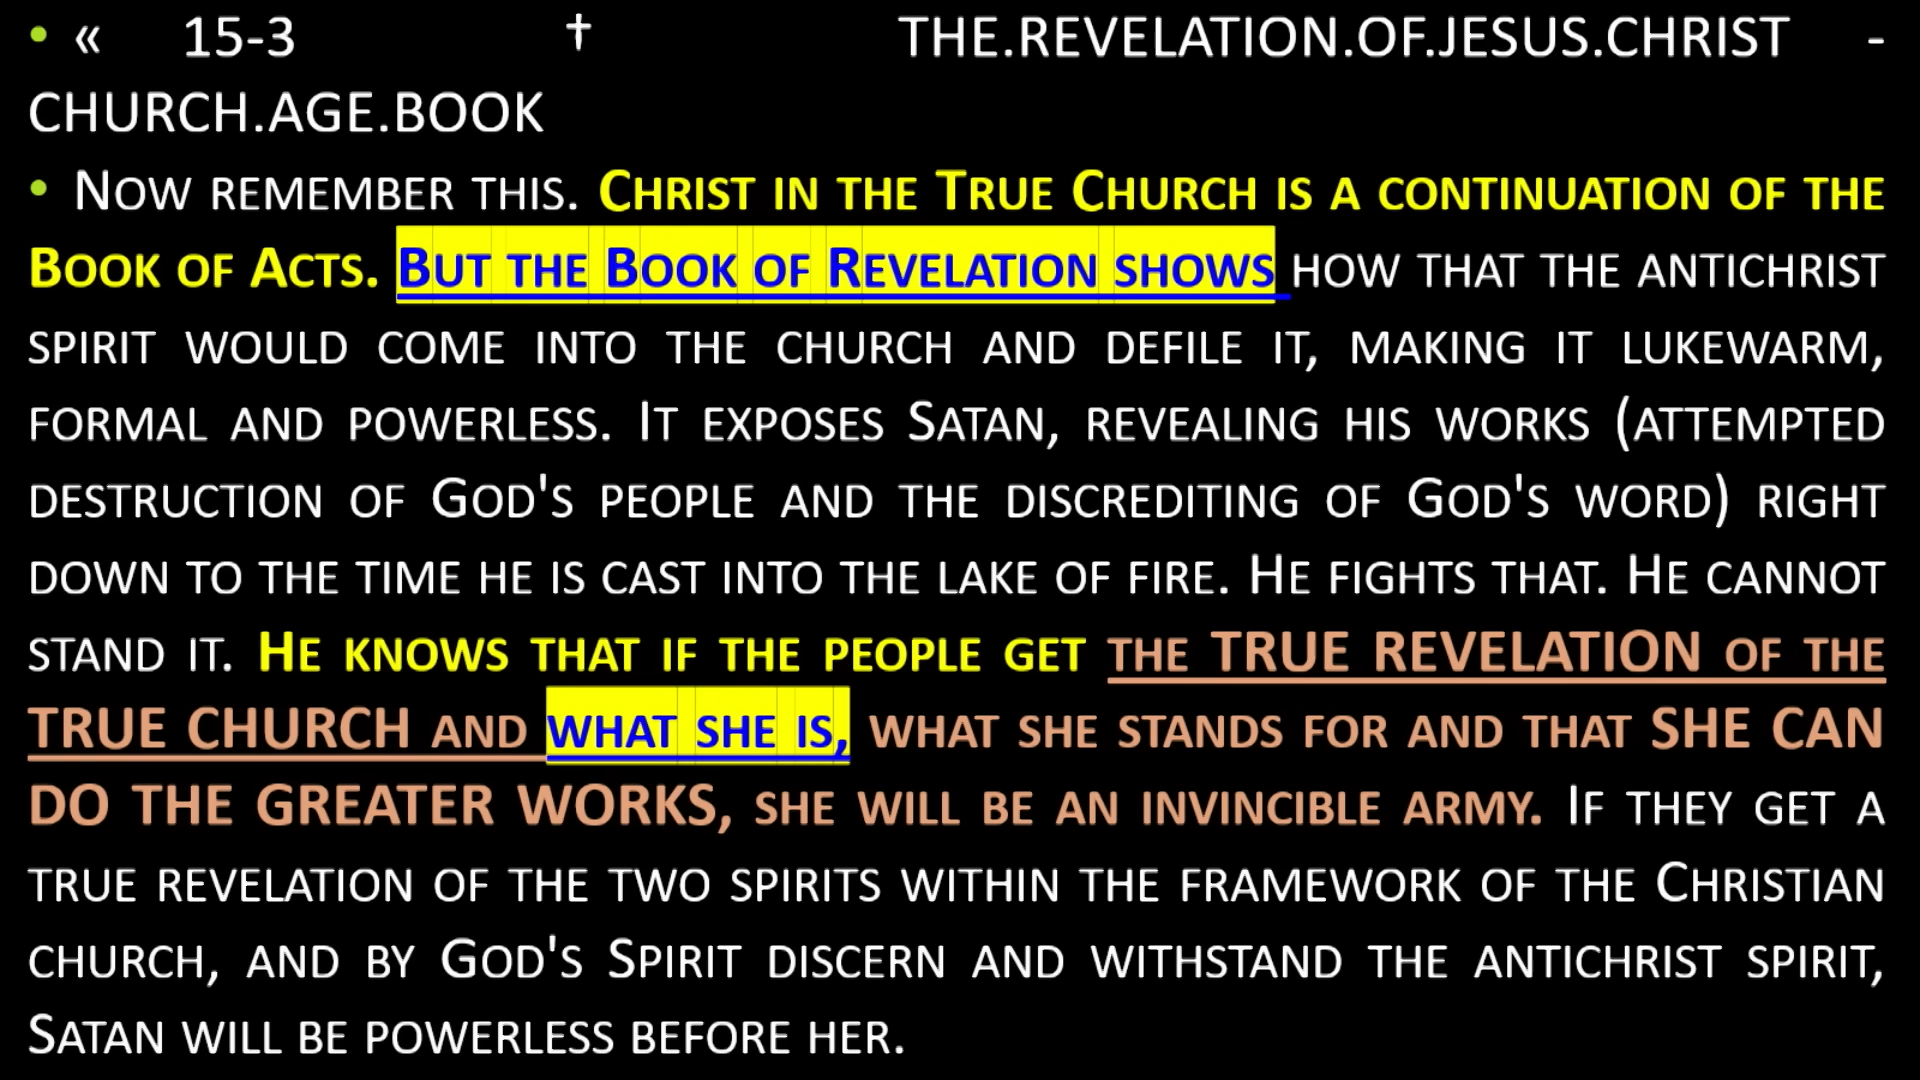 • « 15-3 † THE.REVELATION.OF.JESUS.CHRIST -
CHURCH.AGE.BOOK
• Now remember this. Christ in the True Church is a continuation of the
Book of Acts. But the Book of Revelation shows how that the antichrist
spirit would come into the church and defile it, making it lukewarm,
formal and powerless. It exposes Satan, revealing his works (attempted
destruction of God's people and the discrediting of God's word) right
down to the time he is cast into the lake of fire. He fights that. He cannot
stand it. He knows that if the people get the TRUE REVELATION of the
TRUE CHURCH and what she is, what she stands for and that SHE CAN
DO THE GREATER WORKS, she will be an invincible army. If they get a
true revelation of the two spirits within the framework of the Christian
church, and by God's Spirit discern and withstand the antichrist spirit,
Satan will be powerless before her.